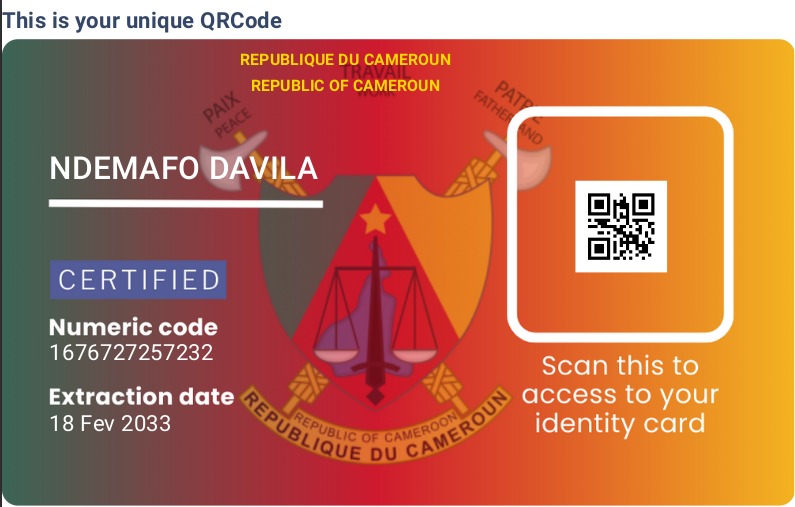 This is your unique QRCode
REPUBLIQUE DU CAMEROUN
REPUBLIC OF CAMEROUN
TRAVAIL
WORK
PAIX
PEACE
PATRIE
FATHERLAND
NDEMAFO DAVILA
CERTIFIED
Numeric code
1676727257232
Extraction date
18 Fev 2033
REPUBLIC OF CAMEROON
REPUBLIQUE DU CAMEROUN
Scan this to
access to your
identity card